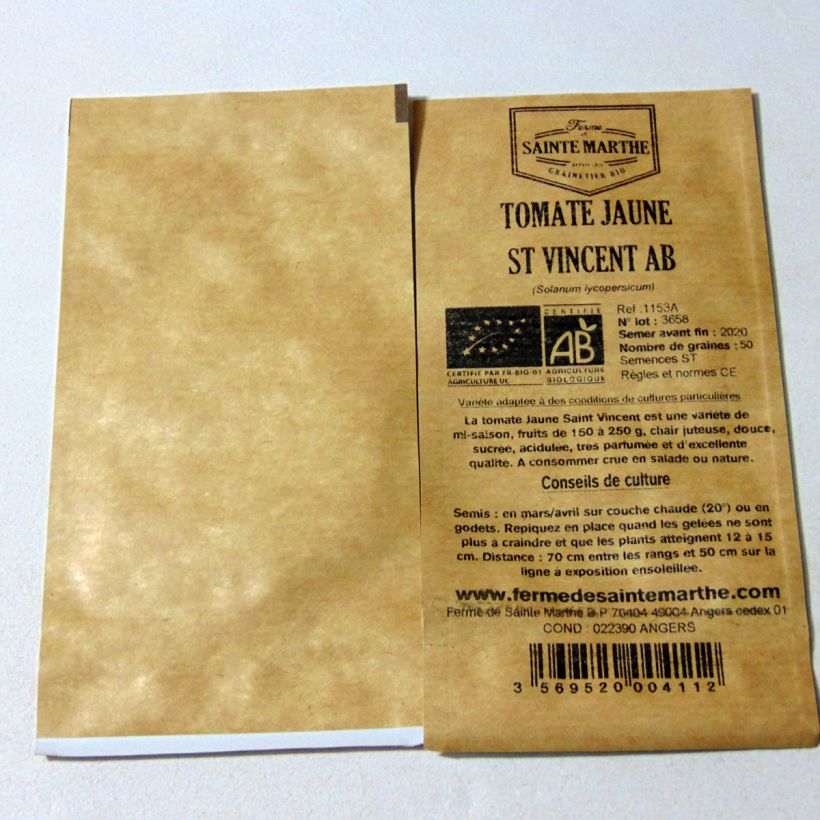 Ferme
de
SAINTE MARTHE
GRAINETIER BIO
TOMATE JAUNE
ST VINCENT AB
(Solanum lycopersicum)
CERTIFIÉ
AB
CERTIFIÉ PAR FR-BIO-01
AGRICULTURE UE
AGRICULTURE
BIOLOGIQUE
Ref .1153A
N° lot : 3658
Semer avant fin : 2020
Nombre de graines : 50
Semences ST
Règles et normes CE
Variété adaptée à des conditions de cultures particulières
La tomate Jaune Saint Vincent est une variété de
mi-saison, fruits de 150 à 250 g, chair juteuse, douce,
sucrée, acidulée, très parfumée et d'excellente
qualité. A consommer crue en salade ou nature.
Conseils de culture
Semis : en mars/avril sur couche chaude (20°) ou en
godets. Repiquez en place quand les gelées ne sont
plus à craindre et que les plants atteignent 12 à 15
cm. Distance : 70 cm entre les rangs et 50 cm sur la
ligne à exposition ensoleillée.
www.fermedesaintemarthe.com
Ferme de Sainte Marthe B.P 70404 49004 Angers cedex 01
COND : 022390 ANGERS
3 569520 004112